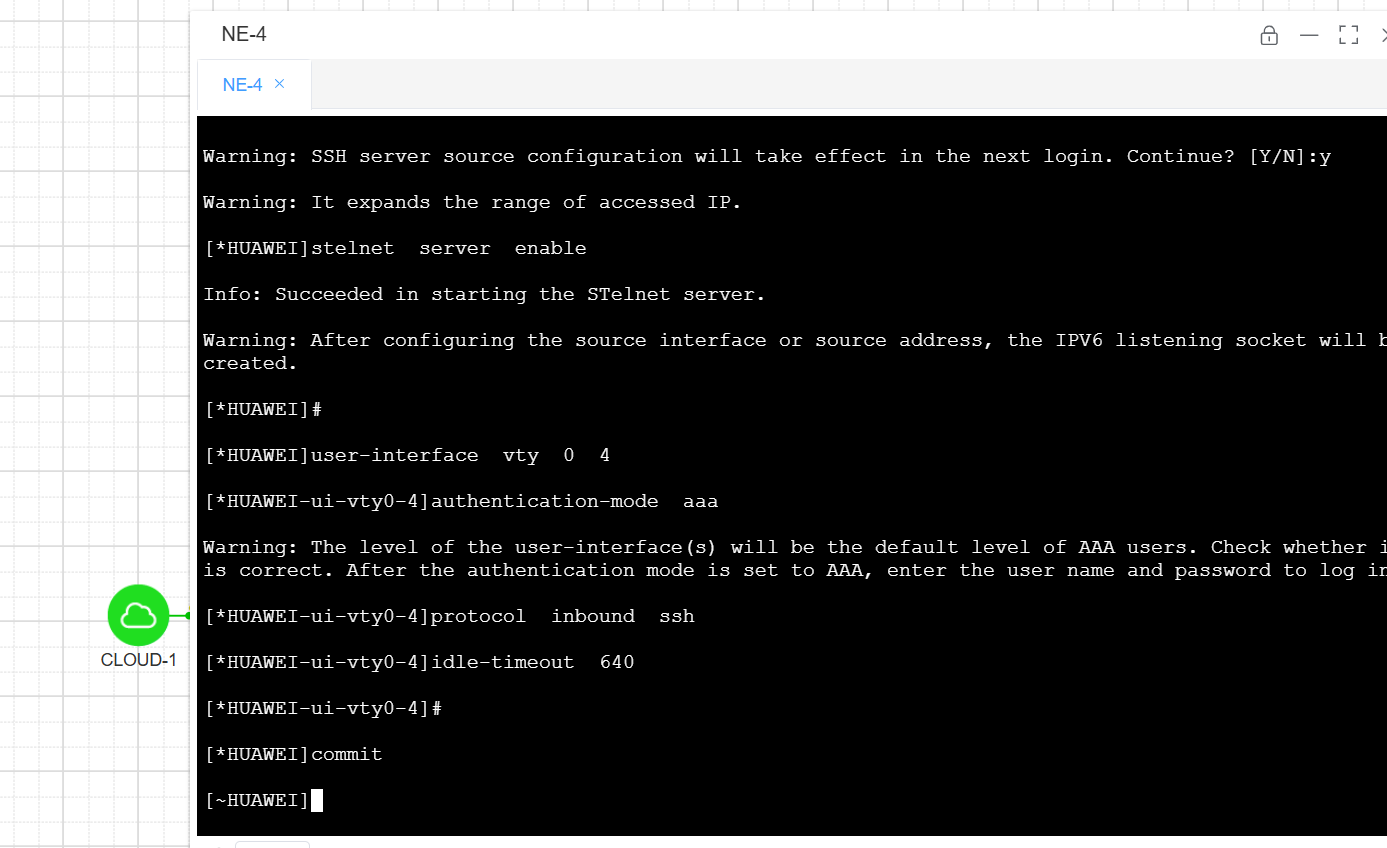 NE-4
NE-4
Warning: SSH server source configuration will take effect in the next login. Continue? [Y/N]:y
Warning: It expands the range of accessed IP.
[*HUAWEI]stelnet  server  enable
Info: Succeeded in starting the STelnet server.
Warning: After configuring the source interface or source address, the IPV6 listening socket will
created.
[*HUAWEI]#
[*HUAWEI]user-interface  vty  0  4
[*HUAWEI-ui-vty0-4]authentication-mode  aaa
Warning: The level of the user-interface(s) will be the default level of AAA users. Check whether
is correct. After the authentication mode is set to AAA, enter the user name and password to log in
[*HUAWEI-ui-vty0-4]protocol  inbound  ssh
[*HUAWEI-ui-vty0-4]idle-timeout  640
[*HUAWEI-ui-vty0-4]#
[*HUAWEI]commit
[~HUAWEI]
CLOUD-1